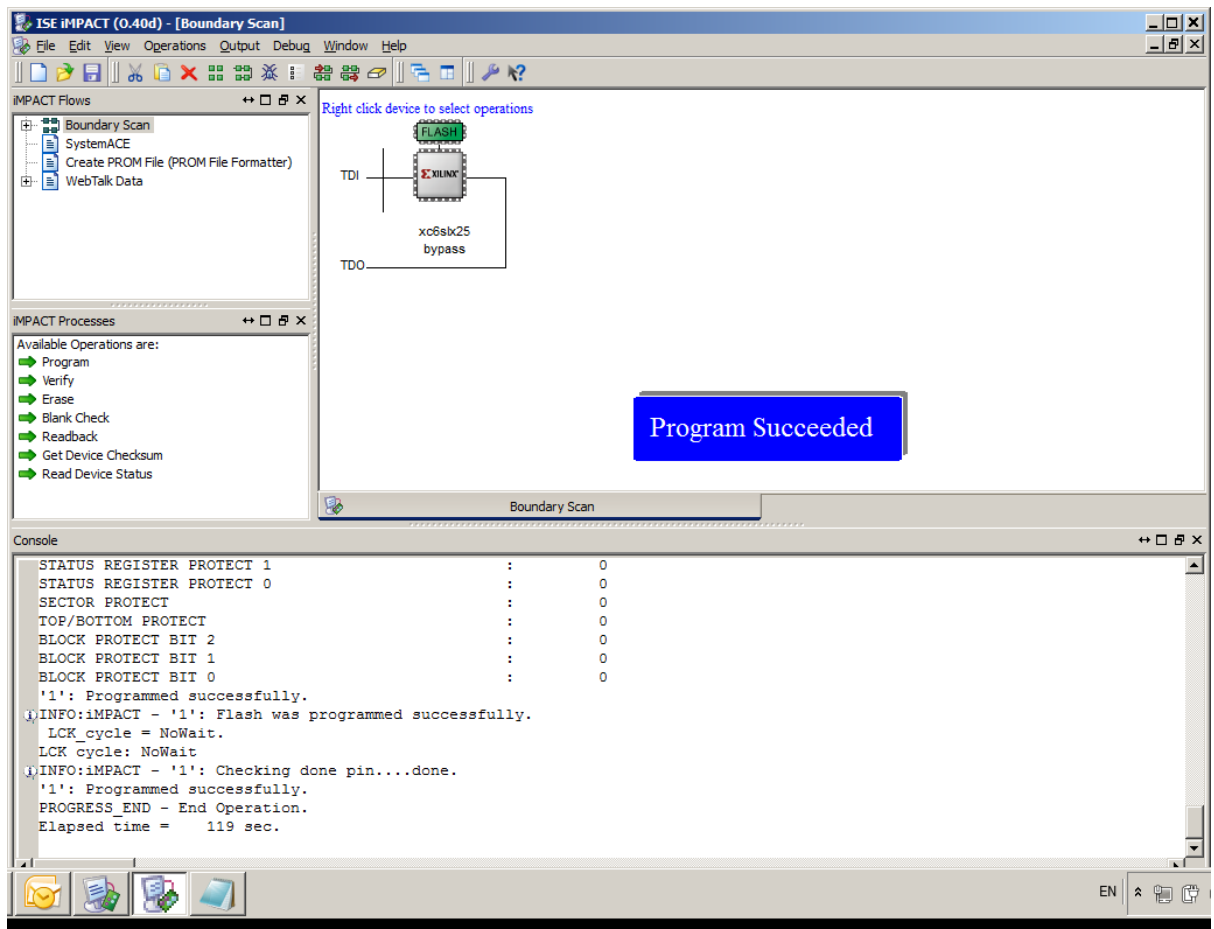 ISE iMPACT (0.40d) - [Boundary Scan]
File Edit View Operations Output Debug Window Help
iMPACT Flows
Boundary Scan
SystemACE
Create PROM File (PROM File Formatter)
WebTalk Data
Right click device to select operations
FLASH
TDI
XILINX
xc6slx25
bypass
TDO
iMPACT Processes
Available Operations are:
Program
Verify
Erase
Blank Check
Readback
Get Device Checksum
Read Device Status
Program Succeeded
Boundary Scan
Console
STATUS REGISTER PROTECT 1 : 0
STATUS REGISTER PROTECT 0 : 0
SECTOR PROTECT : 0
TOP/BOTTOM PROTECT : 0
BLOCK PROTECT BIT 2 : 0
BLOCK PROTECT BIT 1 : 0
BLOCK PROTECT BIT 0 : 0
'1': Programmed successfully.
INFO:iMPACT - '1': Flash was programmed successfully.
LCK_cycle = NoWait.
LCK cycle: NoWait
INFO:iMPACT - '1': Checking done pin....done.
'1': Programmed successfully.
PROGRESS_END - End Operation.
Elapsed time = 119 sec.
EN